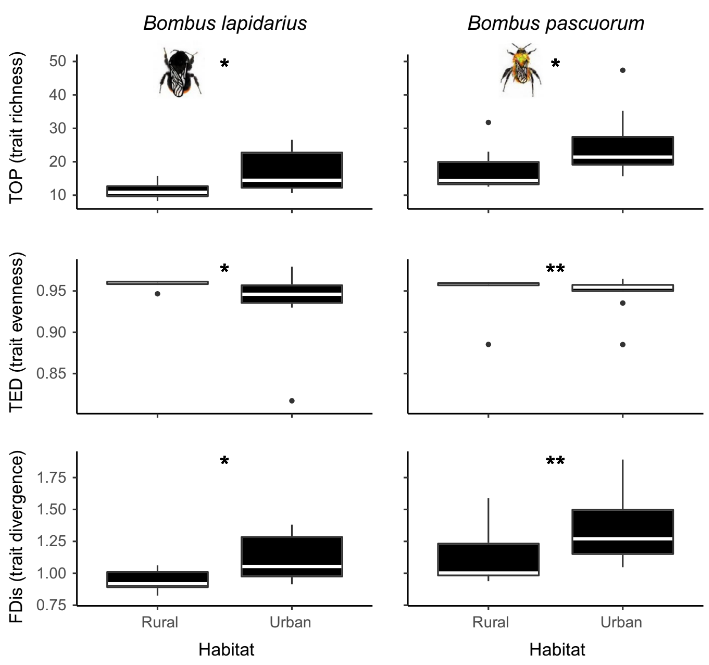 Bombus lapidarius
Bombus pascuorum
TOP (trait richness)
50
40
30
20
10
*
*
TED (trait evenness)
0.95
0.90
0.85
*
**
FDis (trait divergence)
1.75
1.50
1.25
1.00
0.75
*
**
Rural
Urban
Rural
Urban
Habitat
Habitat